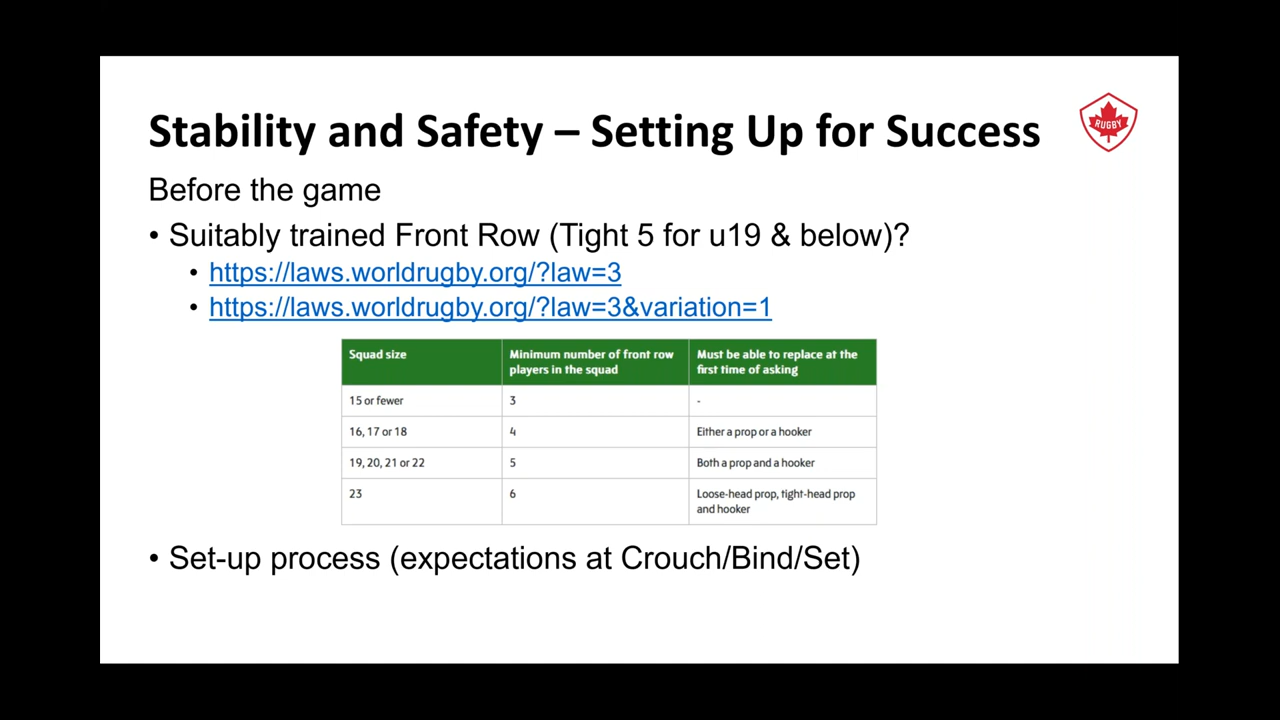 Stability and Safety – Setting Up for Success
RUGBY
Before the game
• Suitably trained Front Row (Tight 5 for u19 & below)?
• https://laws.worldrugby.org/?law=3
• https://laws.worldrugby.org/?law=3&variation=1
Squad size
Minimum number of front row
players in the squad
Must be able to replace at the
first time of asking
15 or fewer
3
-
16, 17 or 18
4
Either a prop or a hooker
19, 20, 21 or 22
5
Both a prop and a hooker
23
6
Loose-head prop, tight-head prop
and hooker
• Set-up process (expectations at Crouch/Bind/Set)